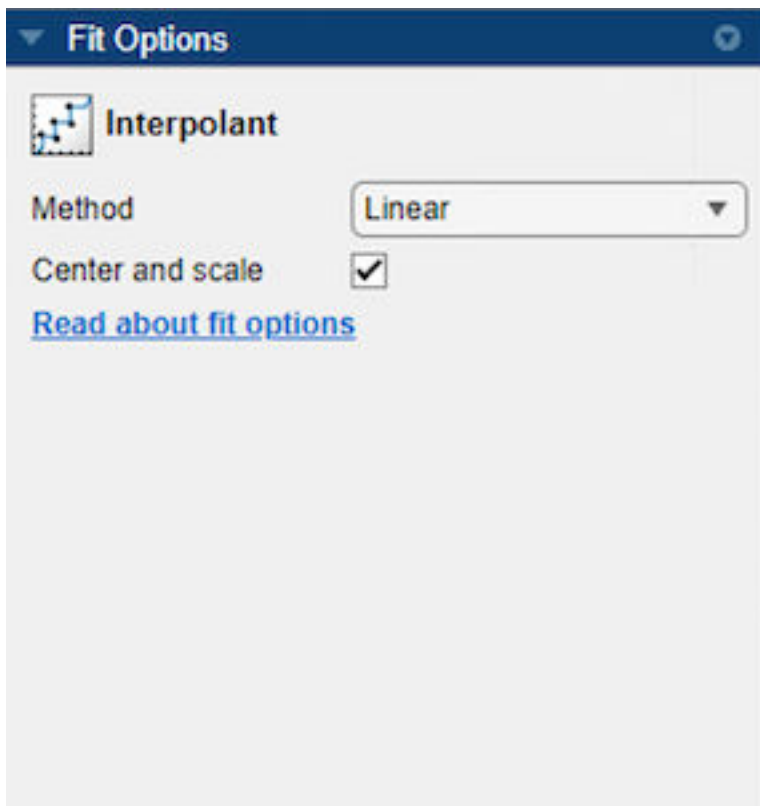 Fit Options
Interpolant
Method Linear
Center and scale
Read about fit options